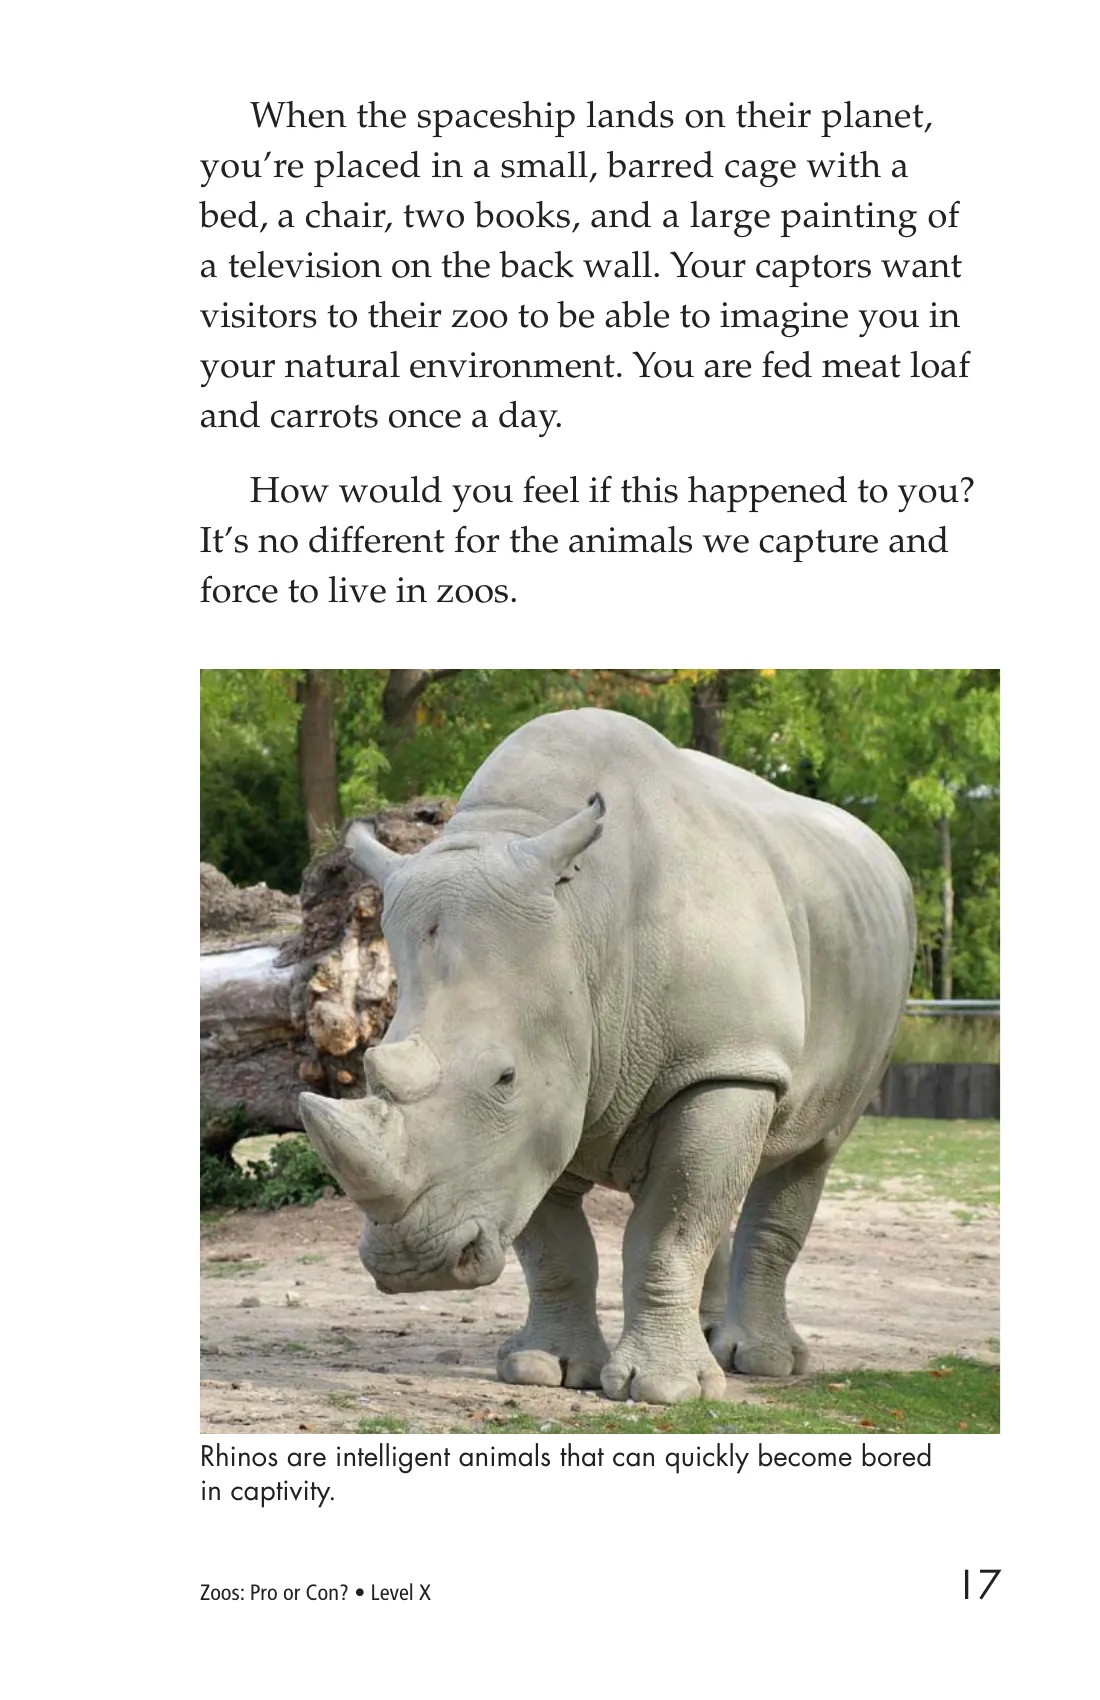 When the spaceship lands on their planet,
you’re placed in a small, barred cage with a
bed, a chair, two books, and a large painting of
a television on the back wall. Your captors want
visitors to their zoo to be able to imagine you in
your natural environment. You are fed meat loaf
and carrots once a day.
How would you feel if this happened to you?
It’s no different for the animals we capture and
force to live in zoos.
Rhinos are intelligent animals that can quickly become bored
in captivity.
Zoos: Pro or Con? • Level X
17